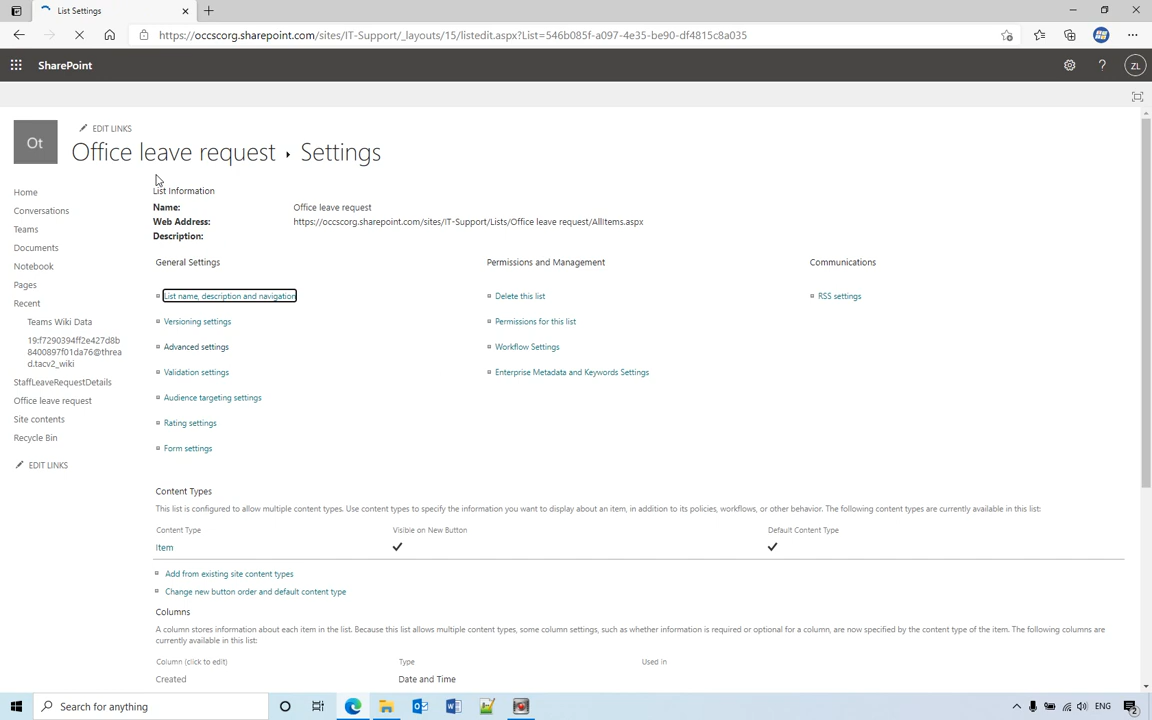 List Settings
https://occscorg.sharepoint.com/sites/IT-Support/_layouts/15/listedit.aspx?List=546b085f-a097-4e35-be90-df4815c8a035
SharePoint
ZL
EDIT LINKS
Ot
Office leave request
Settings
Home
Conversations
Teams
Documents
Notebook
Pages
Recent
Teams Wiki Data
19:f7290394ff2e427d8b
8400897f01da76@threa
d.tacv2_wiki
StaffLeaveRequestDetails
Office leave request
Site contents
Recycle Bin
EDIT LINKS
List Information
Name: Office leave request
Web Address: https://occscorg.sharepoint.com/sites/IT-Support/Lists/Office leave request/AllItems.aspx
Description:
General Settings
List name, description and navigation
Versioning settings
Advanced settings
Validation settings
Audience targeting settings
Rating settings
Form settings
Permissions and Management
Delete this list
Permissions for this list
Workflow Settings
Enterprise Metadata and Keywords Settings
Communications
RSS settings
Content Types
This list is configured to allow multiple content types. Use content types to specify the information you want to display about an item, in addition to its policies, workflows, or other behavior. The following content types are currently available in this list:
Content Type Visible on New Button Default Content Type
Item
Add from existing site content types
Change new button order and default content type
Columns
A column stores information about each item in the list. Because this list allows multiple content types, some column settings, such as whether information is required or optional for a column, are now specified by the content type of the item. The following columns are
currently available in this list:
Column (click to edit) Type Used in
Created Date and Time
Search for anything
ENG
2